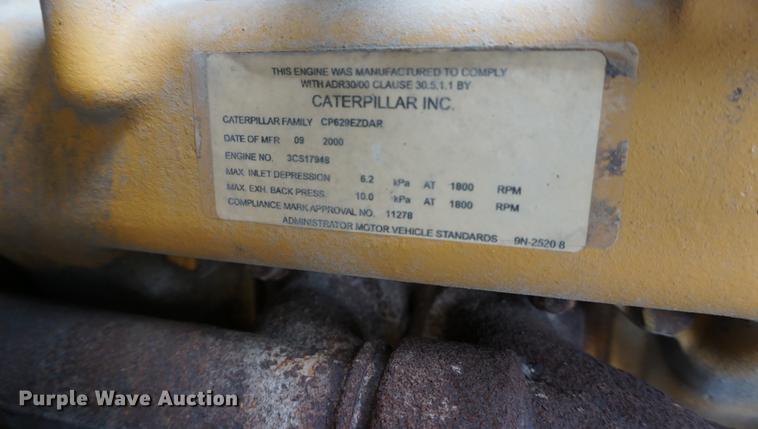 THIS ENGINE WAS MANUFACTURED TO COMPLY
WITH ADR30/00 CLAUSE 30.5.1.1 BY
CATERPILLAR INC.
CATERPILLAR FAMILY CP629EZDAR
DATE OF MFR 09 2000
ENGINE NO. 3CS17948
MAX. INLET DEPRESSION 6.2 kPa AT 1800 RPM
MAX. EXH. BACK PRESS. 10.0 kPa AT 1800 RPM
COMPLIANCE MARK APPROVAL NO. 11278
ADMINISTRATOR MOTOR VEHICLE STANDARDS 9N-2520 8
Purple Wave Auction